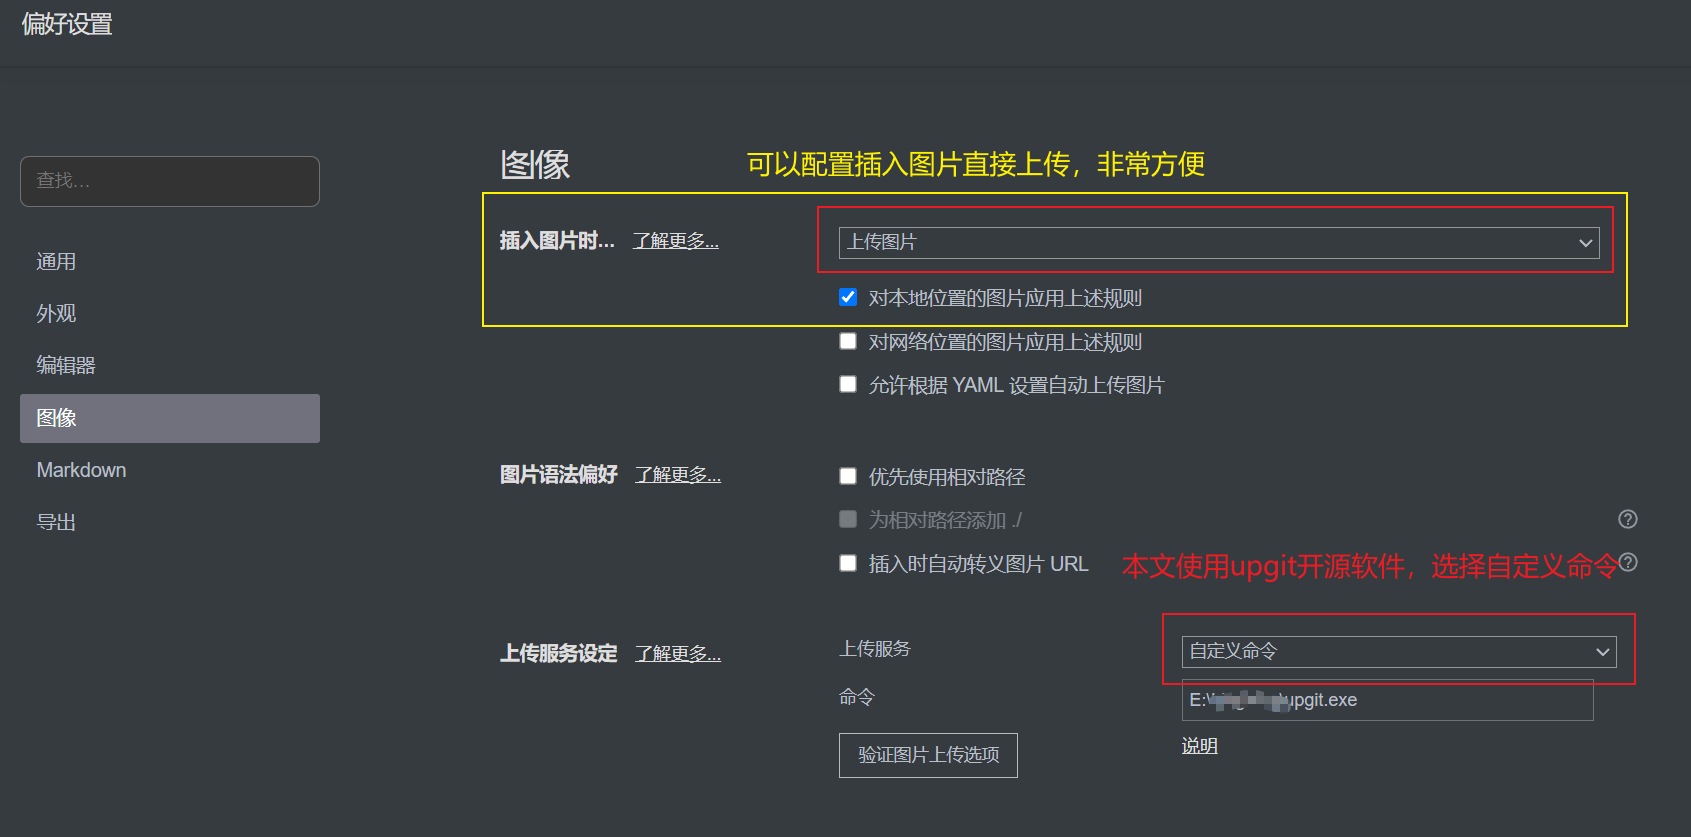 偏好设置
查找...
通用
外观
编辑器
图像
Markdown
导出
图像
可以配置插入图片直接上传，非常方便
插入图片时... 了解更多...
上传图片
对本地位置的图片应用上述规则
对网络位置的图片应用上述规则
允许根据 YAML 设置自动上传图片
图片语法偏好 了解更多...
优先使用相对路径
为相对路径添加 ./
插入时自动转义图片 URL
本文使用upgit开源软件，选择自定义命令
上传服务设定 了解更多...
上传服务
自定义命令
命令
E:\ \upgit.exe
验证图片上传选项
说明